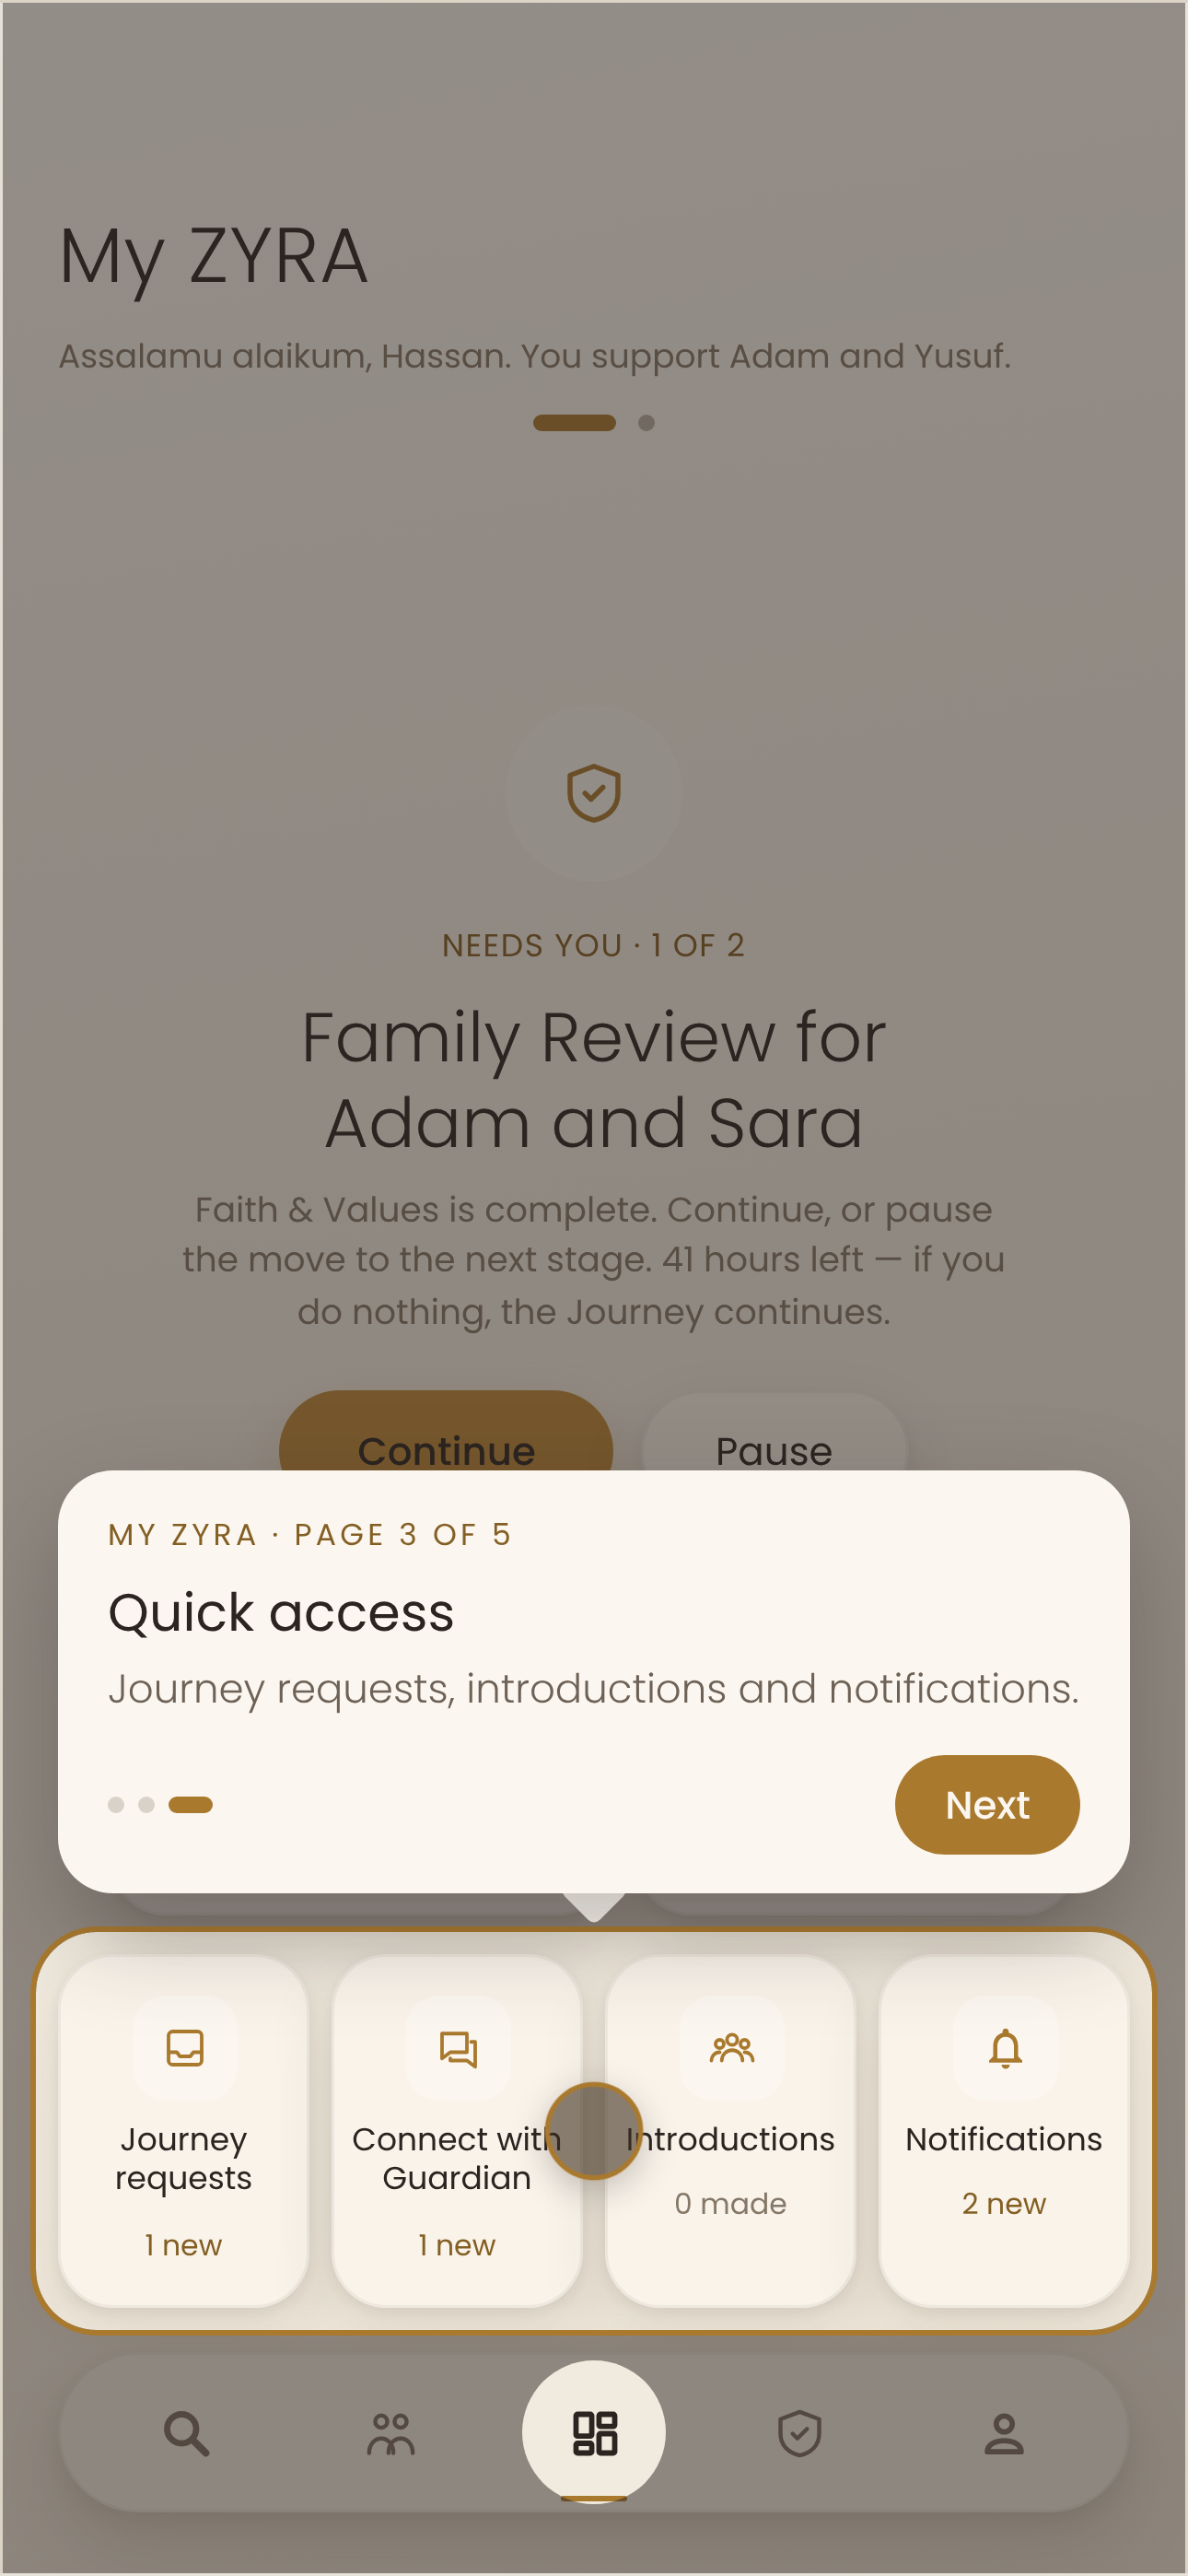 My ZYRA
Assalamu alaikum, Hassan. You support Adam and Yusuf.
NEEDS YOU · 1 OF 2
Family Review for
Adam and Sara
Faith & Values is complete. Continue, or pause
the move to the next stage. 41 hours left — if you
do nothing, the Journey continues.
Continue
Pause
MY ZYRA · PAGE 3 OF 5
Quick access
Journey requests, introductions and notifications.
Next
Journey
requests
1 new
Connect with
Guardian
1 new
Introductions
0 made
Notifications
2 new